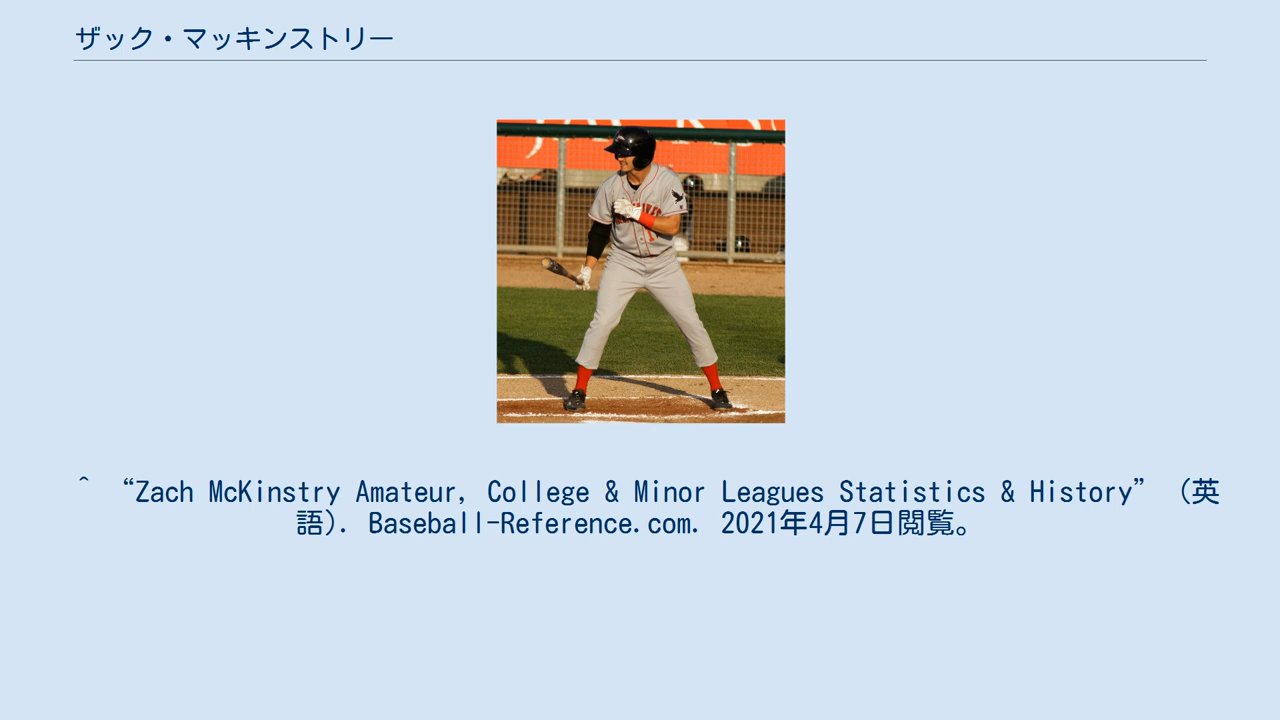 ザック・マッキンストリー
^ “Zach McKinstry Amateur, College & Minor Leagues Statistics & History” (英
語). Baseball-Reference.com. 2021年4月7日閲覧。